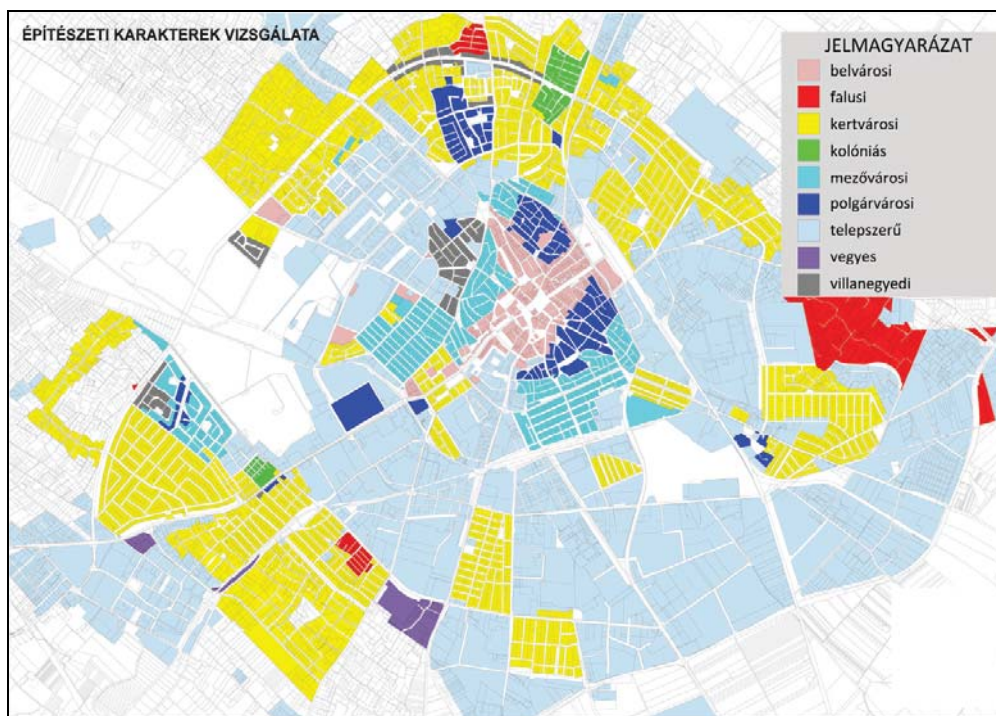 ÉPÍTÉSZETI KARAKTEREK VIZSGÁLATA
JELMAGYARÁZAT
belvárosi
falusi
kertvárosi
kolóniás
mezővárosi
polgárvárosi
telepszerű
vegyes
villanegyedi